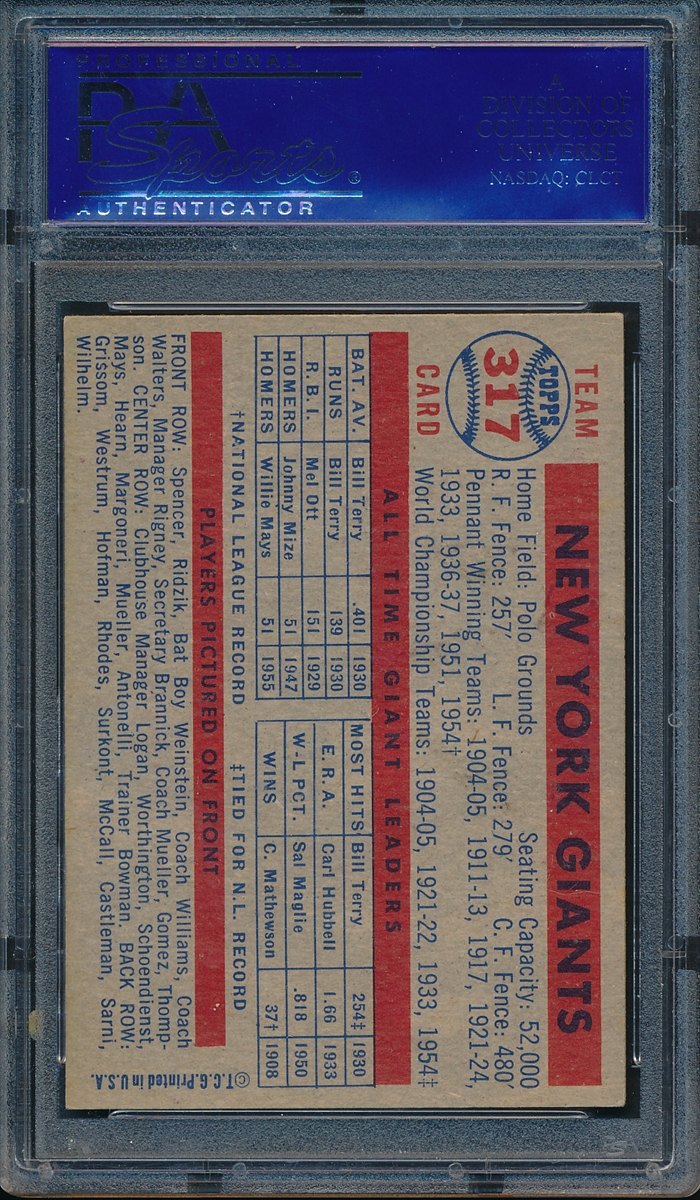 PROFESSIONAL
PSA
Sports®
AUTHENTICATOR
A
DIVISION OF
COLLECTORS
UNIVERSE
NASDAQ: CLCT
TEAM
TOPPS
317
CARD
NEW YORK GIANTS
Home Field: Polo Grounds Seating Capacity: 52,000
R. F. Fence: 257′ L. F. Fence: 279′ C. F. Fence: 480′
Pennant Winning Teams: 1904-05, 1911-13, 1917, 1921-24,
1933, 1936-37, 1951, 1954†
World Championship Teams: 1904-05, 1921-22, 1933, 1954‡
ALL TIME GIANT LEADERS
BAT. AV. Bill Terry .401 1930
RUNS Bill Terry 139 1930
R. B. I. Mel Ott 151 1929
HOMERS Johnny Mize 51 1947
HOMERS Willie Mays 51 1955
MOST HITS Bill Terry 254‡ 1930
E. R. A. Carl Hubbell 1.66 1933
W-L PCT. Sal Maglie .818 1950
WINS C. Mathewson 37† 1908
†NATIONAL LEAGUE RECORD ‡TIED FOR N.L. RECORD
PLAYERS PICTURED ON FRONT
FRONT ROW: Spencer, Ridzik, Bat Boy Weinstein, Coach Williams, Coach
Walters, Manager Rigney, Secretary Brannick, Coach Mueller, Gomez, Thomp-
son. CENTER ROW: Clubhouse Manager Logan, Worthington, Schoendienst,
Mays, Hearn, Margoneri, Mueller, Antonelli, Trainer Bowman. BACK ROW:
Grissom, Westrum, Hofman, Rhodes, Surkont, McCall, Castleman, Sarni,
Wilhelm.
©T.C.G. Printed in U.S.A.